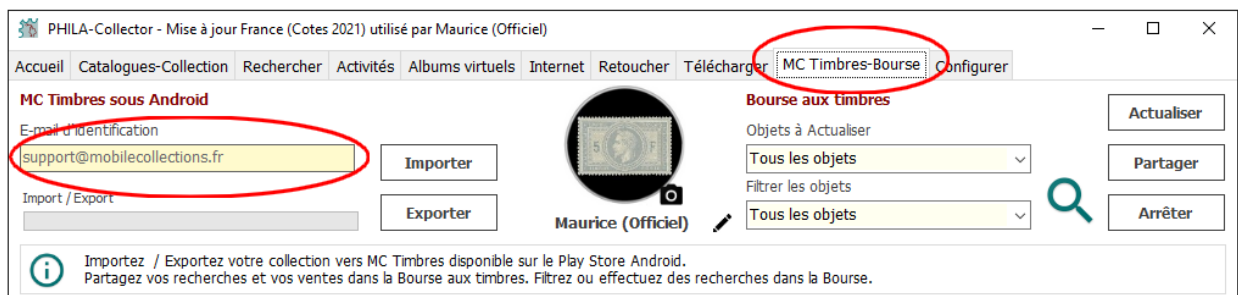 PHILA-Collector - Mise à jour France (Cotes 2021) utilisé par Maurice (Officiel)
Accueil Catalogues-Collection Rechercher Activités Albums virtuels Internet Retoucher Télécharger MC Timbres-Bourse Configurer
MC Timbres sous Android
E-mail d'identification
support@mobilecollections.fr
Importer
Import / Export
Exporter
5 F
Maurice (Officiel)
Bourse aux timbres
Objets à Actualiser
Tous les objets
Filtrer les objets
Tous les objets
Actualiser
Partager
Arrêter
Importez / Exportez votre collection vers MC Timbres disponible sur le Play Store Android.
Partagez vos recherches et vos ventes dans la Bourse aux timbres. Filtrez ou effectuez des recherches dans la Bourse.